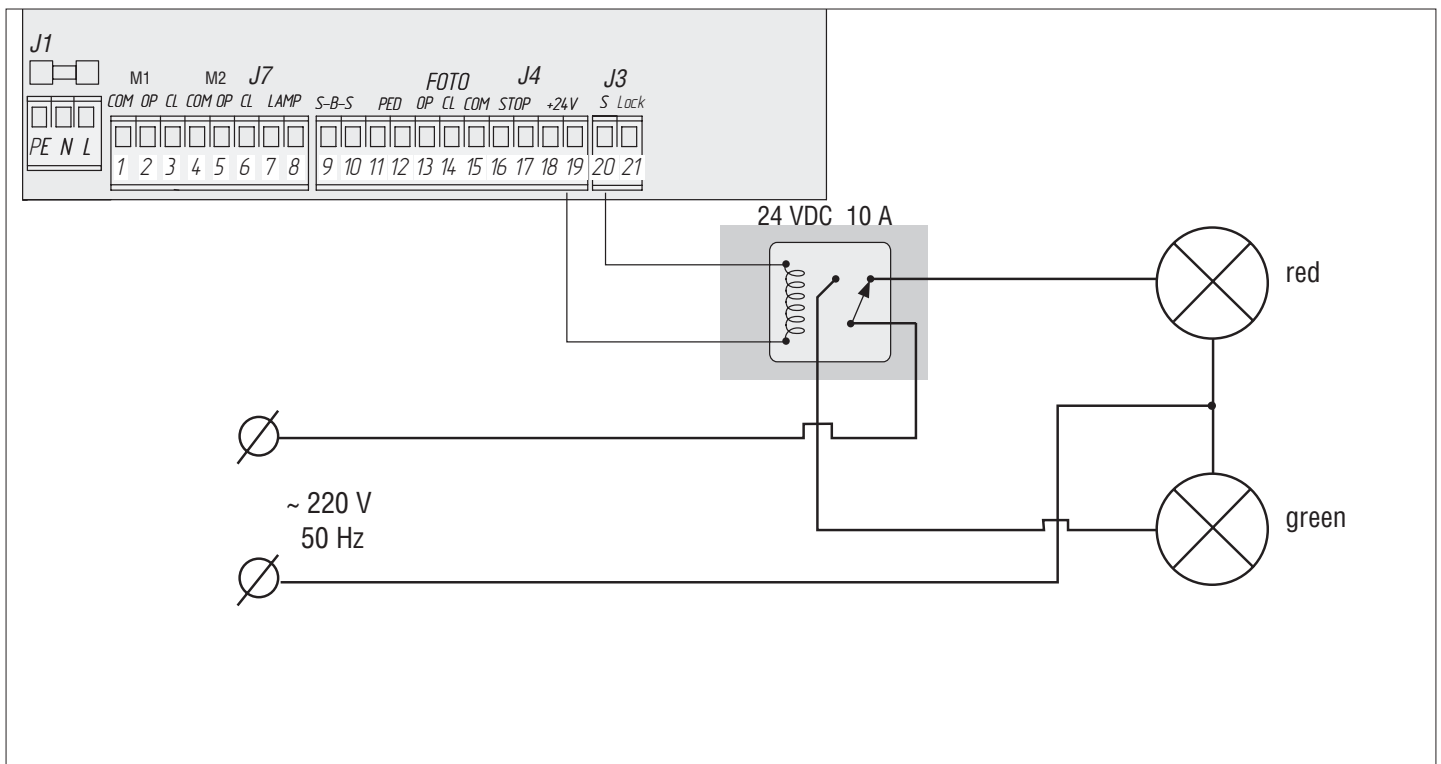 J1
M1 M2 J7 FOTO J4 J3
COM OP CL COM OP CL LAMP S-B-S PED OP CL COM STOP +24V S Lock
PE N L
1 2 3 4 5 6 7 8 9 10 11 12 13 14 15 16 17 18 19 20 21
24 VDC 10 A
red
~ 220 V
50 Hz
green